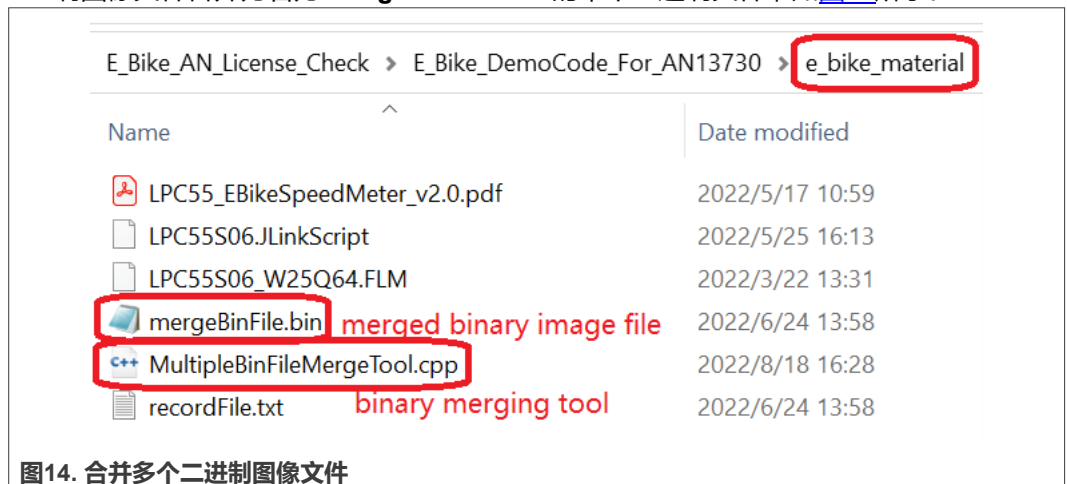 E_Bike_AN_License_Check > E_Bike_DemoCode_For_AN13730 > e_bike_material
Name Date modified
LPC55_EBikeSpeedMeter_v2.0.pdf 2022/5/17 10:59
LPC55S06.JLinkScript 2022/5/25 16:13
LPC55S06_W25Q64.FLM 2022/3/22 13:31
mergeBinFile.bin merged binary image file 2022/6/24 13:58
C++ MultipleBinFileMergeTool.cpp 2022/8/18 16:28
recordFile.txt binary merging tool 2022/6/24 13:58
图14. 合并多个二进制图像文件